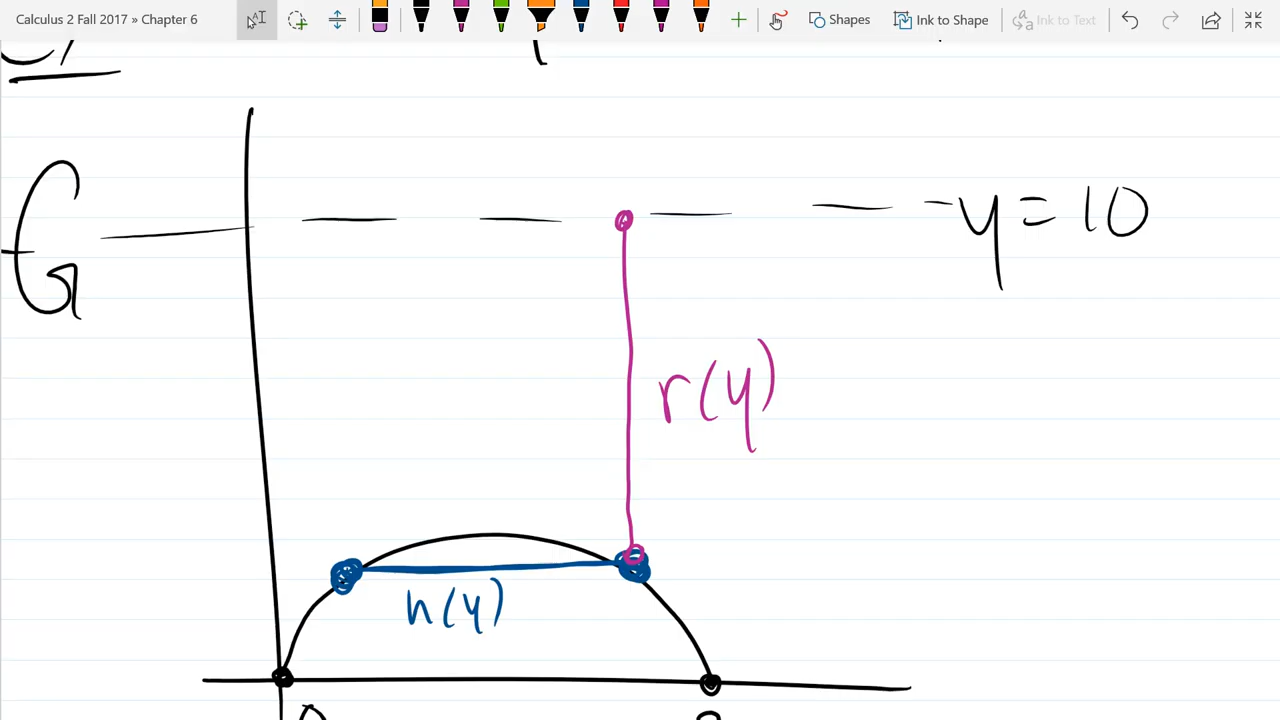 Calculus 2 Fall 2017 » Chapter 6
Shapes
Ink to Shape
Ink to Text
y = 10
r(y)
h(y)